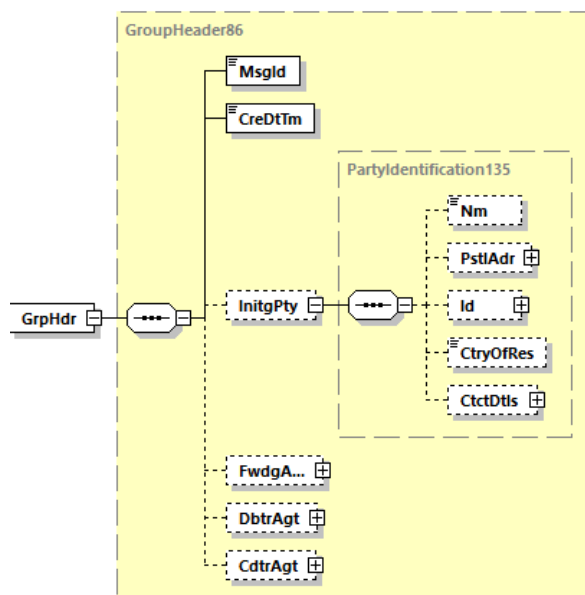 GroupHeader86
MsgId
CreDtTm
PartyIdentification135
Nm
PstlAdr
InitgPty
Id
GrpHdr
CtryOfRes
CtctDtls
FwdgA...
DbtrAgt
CdtrAgt